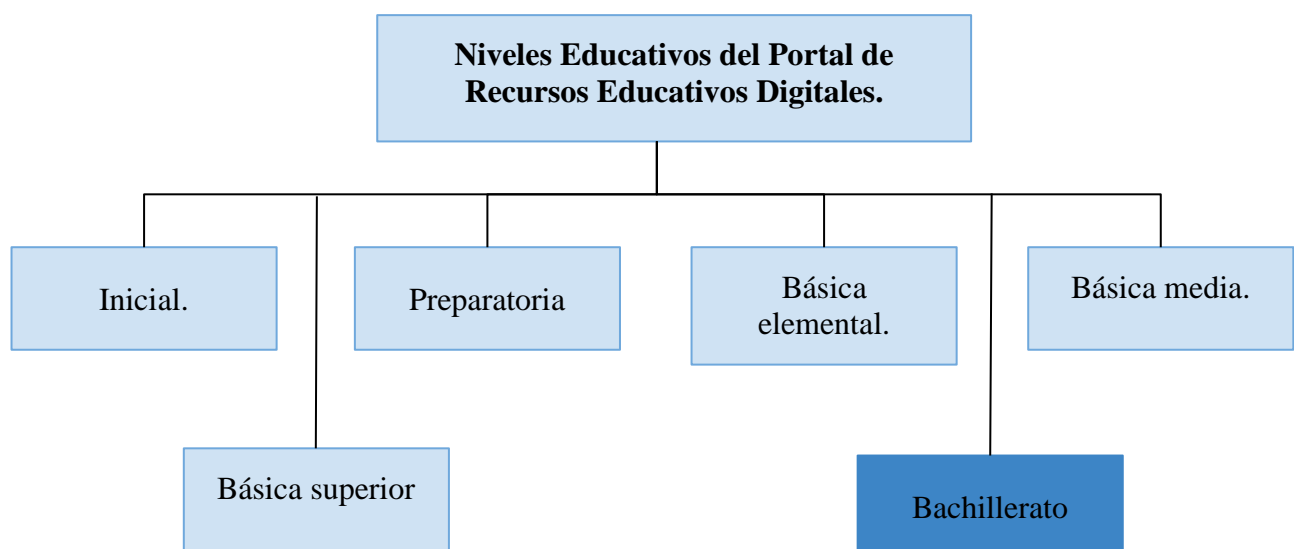 Niveles Educativos del Portal de
Recursos Educativos Digitales.
Inicial.
Preparatoria
Básica
elemental.
Básica media.
Básica superior
Bachillerato